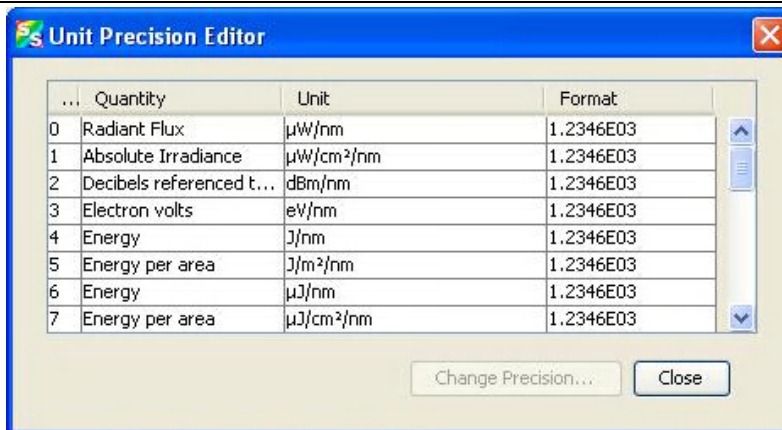 SS Unit Precision Editor
... Quantity Unit Format
0 Radiant Flux µW/nm 1.2346E03
1 Absolute Irradiance µW/cm²/nm 1.2346E03
2 Decibels referenced t... dBm/nm 1.2346E03
3 Electron volts eV/nm 1.2346E03
4 Energy J/nm 1.2346E03
5 Energy per area J/m²/nm 1.2346E03
6 Energy µJ/nm 1.2346E03
7 Energy per area µJ/cm²/nm 1.2346E03
Change Precision... Close